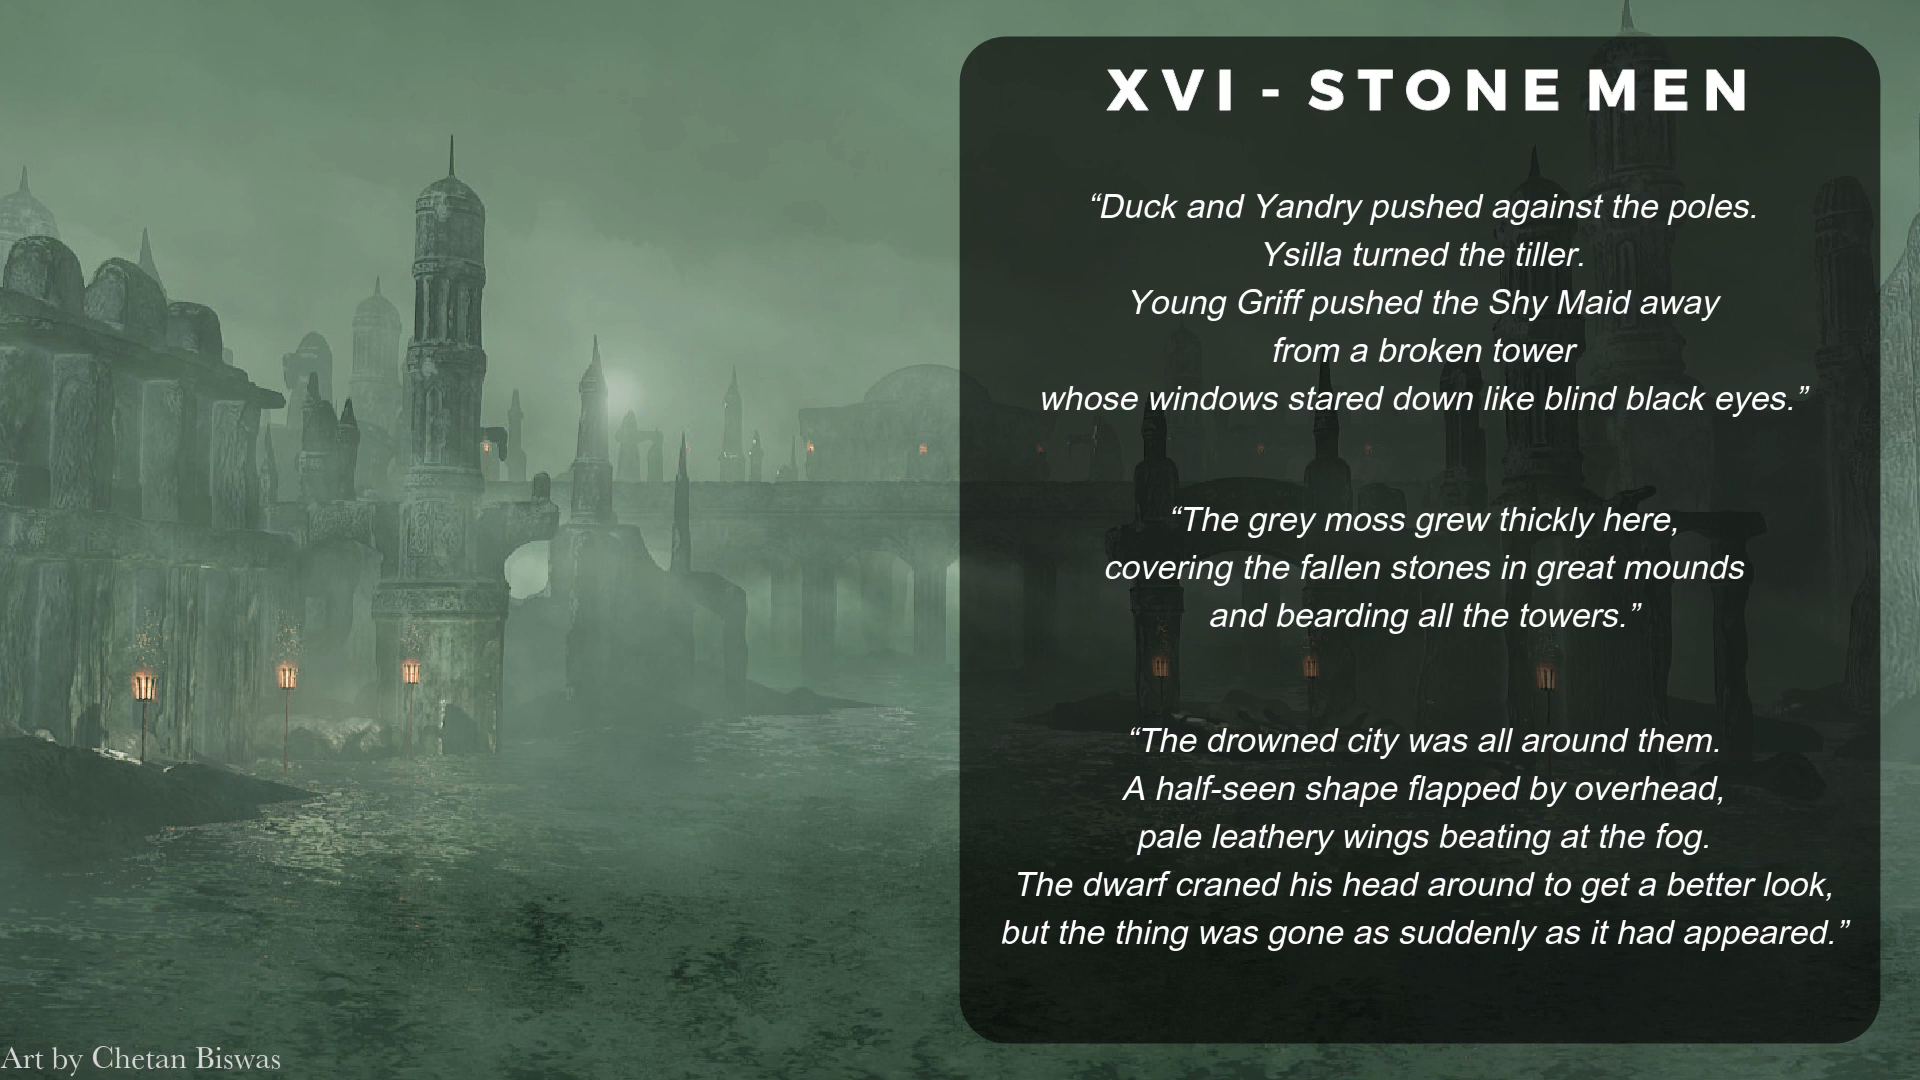 XVI - STONE MEN
“Duck and Yandry pushed against the poles.
Ysilla turned the tiller.
Young Griff pushed the Shy Maid away
from a broken tower
whose windows stared down like blind black eyes.”
“The grey moss grew thickly here,
covering the fallen stones in great mounds
and bearding all the towers.”
“The drowned city was all around them.
A half-seen shape flapped by overhead,
pale leathery wings beating at the fog.
The dwarf craned his head around to get a better look,
but the thing was gone as suddenly as it had appeared.”
Art by Chetan Biswas